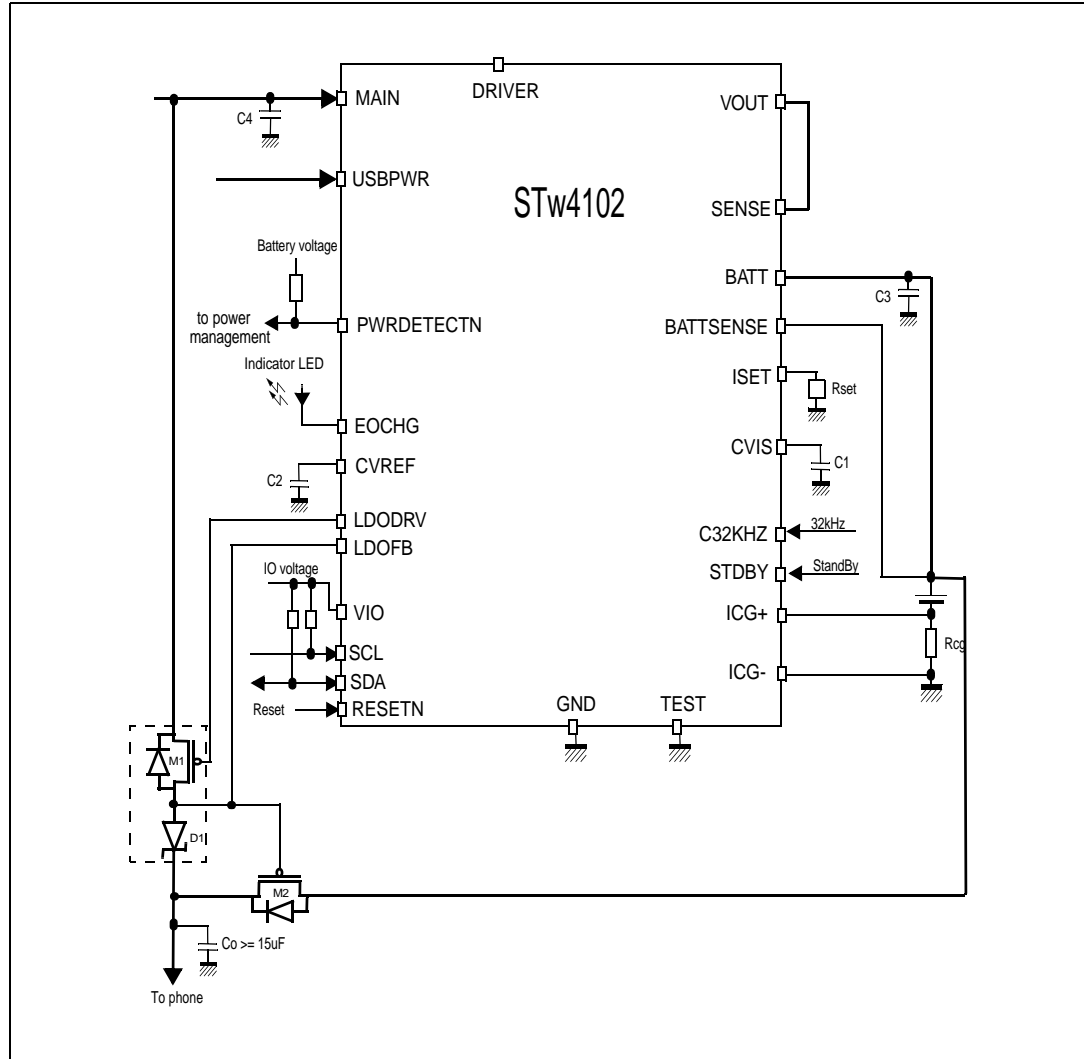 DRIVER
MAIN
VOUT
C4
USBPWR
STw4102
SENSE
Battery voltage
BATT
C3
to power
management
PWRDETECTN
BATTSENSE
Indicator LED
ISET
Rset
EOCHG
CVIS
C1
CVREF
C2
LDODRV
C32KHZ
32kHz
LDOFB
IO voltage
STDBY
StandBy
VIO
ICG+
SCL
Rcg
SDA
ICG-
Reset
RESETN
GND
TEST
M1
D1
M2
Co >= 15uF
To phone